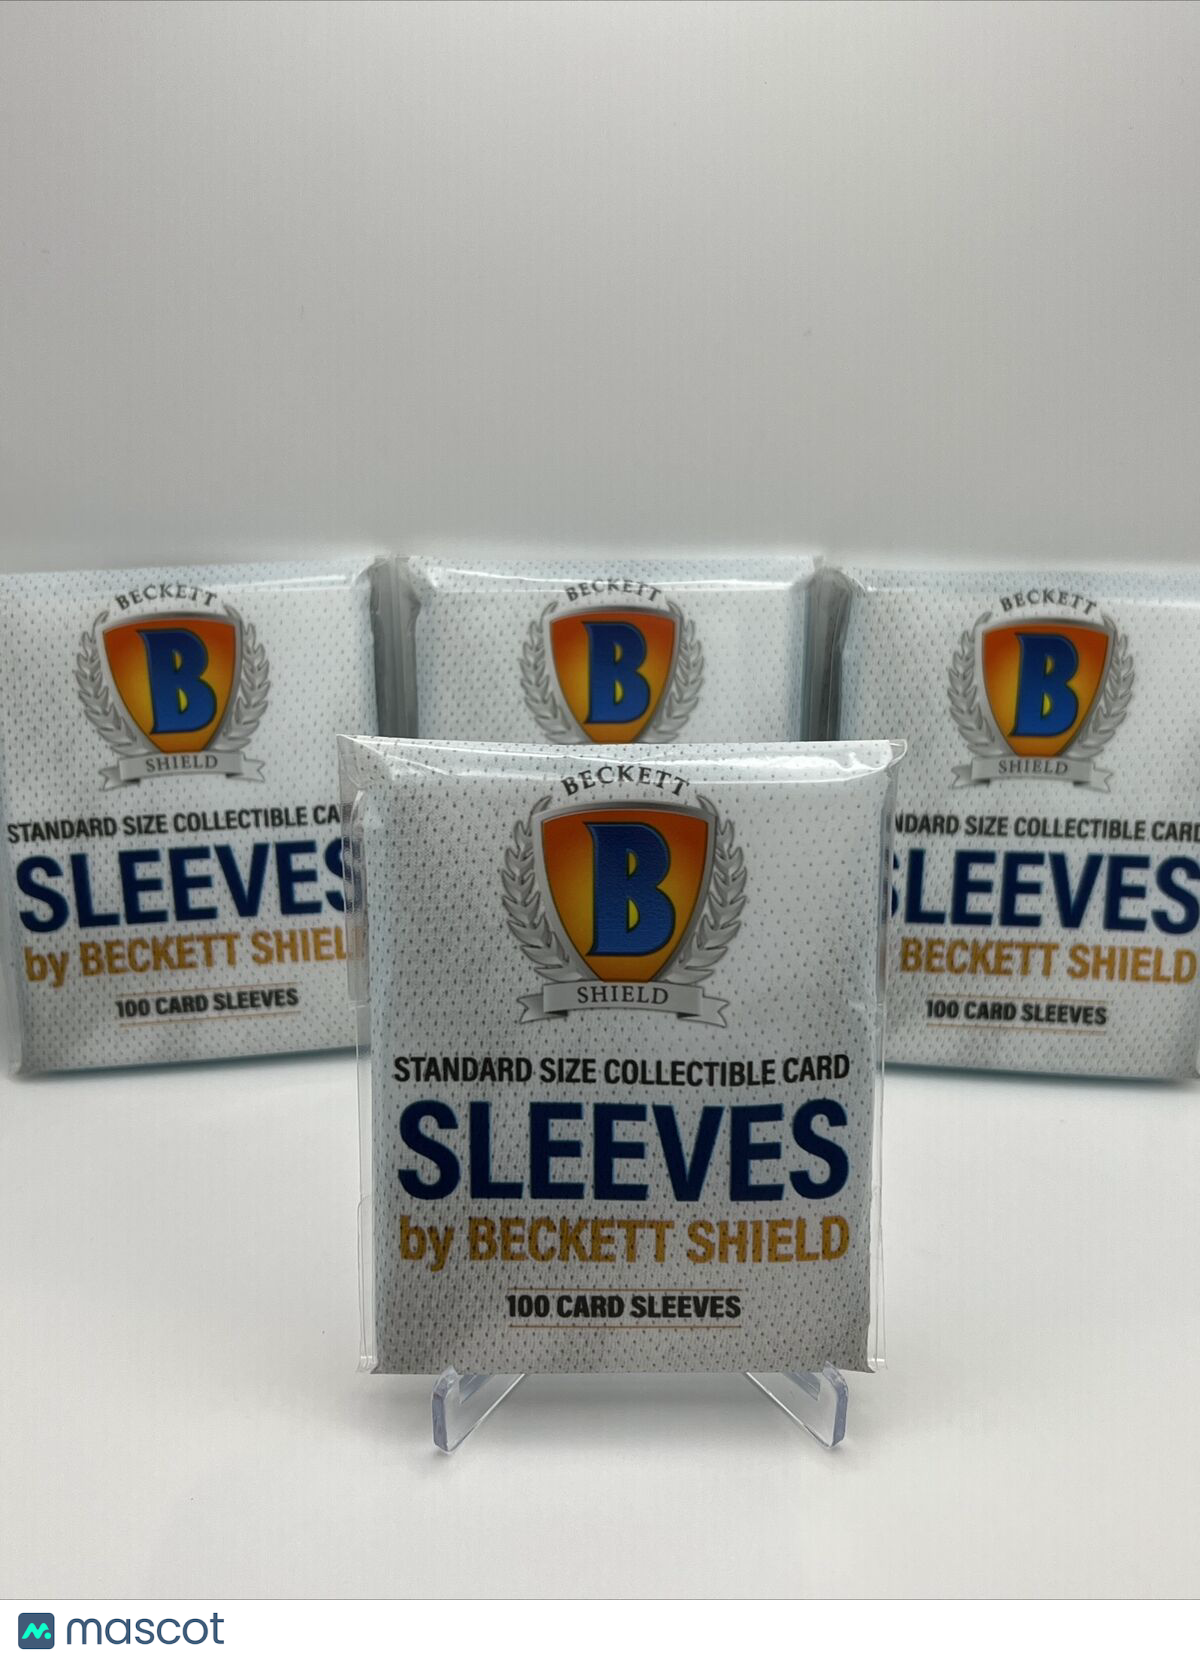 BECKETT
B
SHIELD
STANDARD SIZE COLLECTIBLE CA
SLEEVES
by BECKETT SHIEL
100 CARD SLEEVES
BECKETT
B
BECKETT
B
SHIELD
NDARD SIZE COLLECTIBLE CARD
SLEEVES
BECKETT SHIELD
100 CARD SLEEVES
BECKETT
B
SHIELD
STANDARD SIZE COLLECTIBLE CARD
SLEEVES
by BECKETT SHIELD
100 CARD SLEEVES
mascot